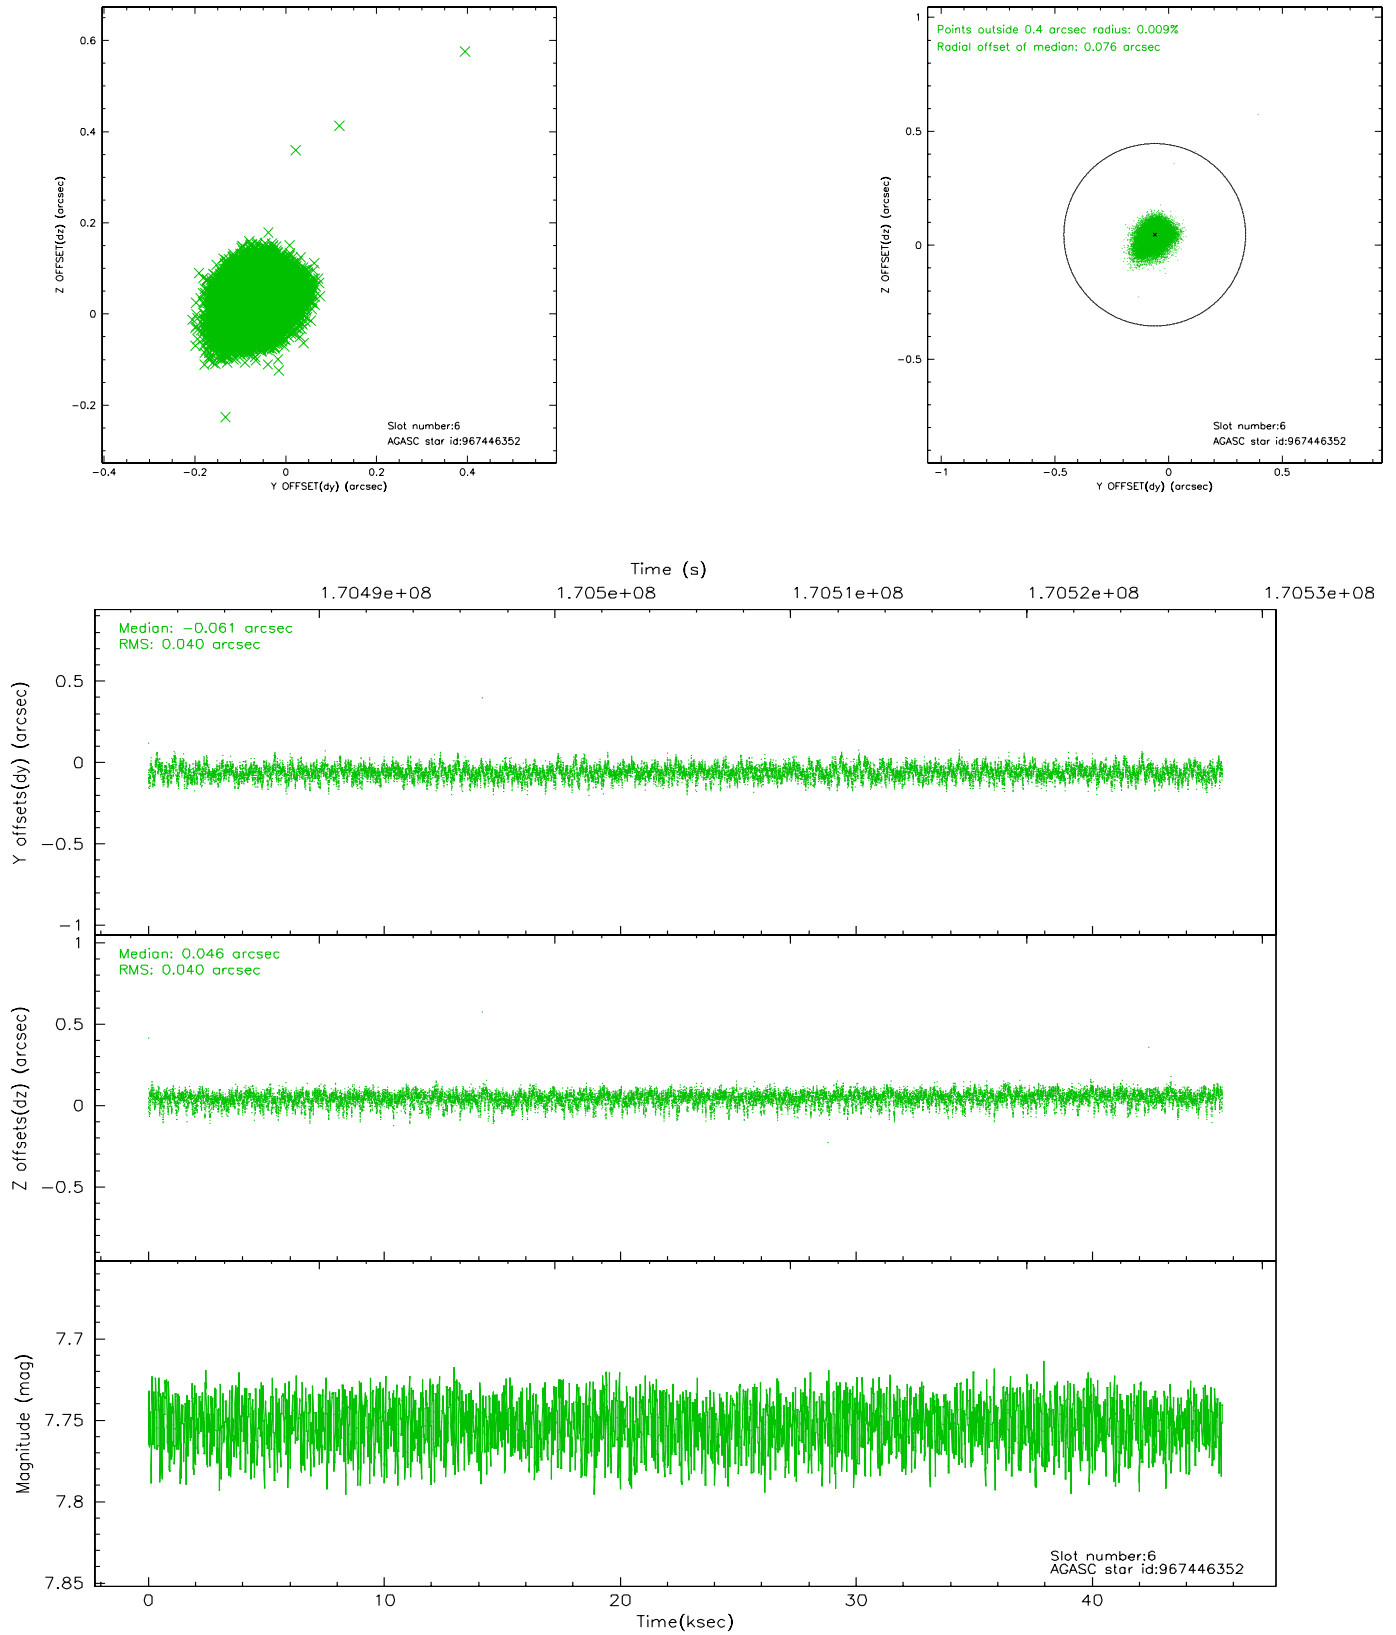 0.6
0.4
0.2
0
−0.2
Z OFFSET(dz) (arcsec)
Slot number:6
AGASC star id:967446352
−0.4
−0.2
0
0.2
0.4
Y OFFSET(dy) (arcsec)
Points outside 0.4 arcsec radius: 0.009%
Radial offset of median: 0.076 arcsec
1
0.5
0
−0.5
Z OFFSET(dz) (arcsec)
Slot number:6
AGASC star id:967446352
−1
−0.5
0
0.5
Y OFFSET(dy) (arcsec)
Time (s)
1.7049e+08
1.705e+08
1.7051e+08
1.7052e+08
1.7053e+08
Median: −0.061 arcsec
RMS: 0.040 arcsec
0.5
0
−0.5
−1
Y offsets(dy) (arcsec)
Median: 0.046 arcsec
RMS: 0.040 arcsec
1
0.5
0
−0.5
Z offsets(dz) (arcsec)
7.7
7.75
7.8
7.85
Magnitude (mag)
Slot number:6
AGASC star id:967446352
0
10
20
30
40
Time(ksec)